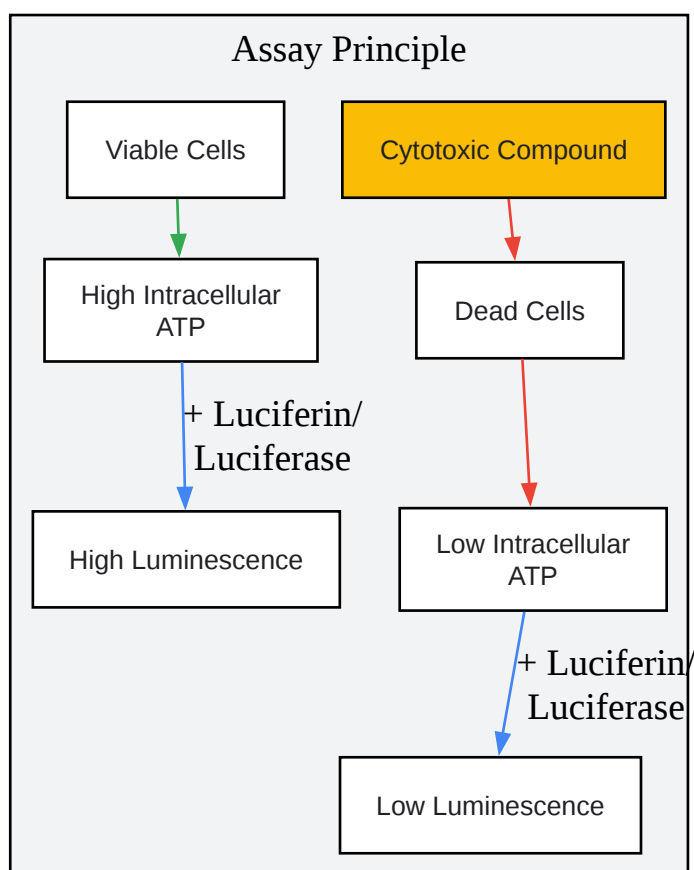 Assay Principle
Viable Cells
Cytotoxic Compound
High Intracellular
ATP
Dead Cells
+ Luciferin/
Luciferase
High Luminescence
Low Intracellular
ATP
+ Luciferin/
Luciferase
Low Luminescence